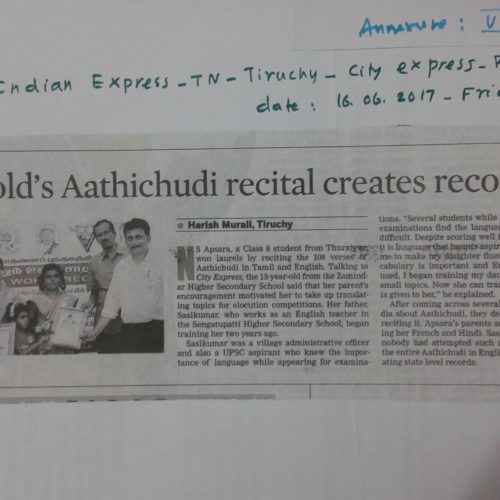 Annexure : V
Indian Express - TN - Tiruchy - City express - P
date : 16.06.2017 - Frid
old's Aathichudi recital creates reco
Harish Murali, Tiruchy
NS Apsara, a Class 8 student from Thuraiyur,
won laurels by reciting the 109 verses of
Aathichudi in Tamil and English. Talking to
City Express, the 13-year-old from the Zamind-
ar Higher Secondary School said that her parent's
encouragement motivated her to take up translat-
ing topics for elocution competitions. Her father,
Sasikumar, who works as an English teacher in
the Sengatupatti Higher Secondary School, began
training her two years ago.
Sasikumar was a village administrative officer
and also a UPSC aspirant who knew the impor-
tance of language while appearing for examina-
tions. "Several students while
examinations find the langua
difficult. Despite scoring well i
it is language that haunts aspir
me to make my daughter fluen
cabulary is important and En
used, I began training my dau
small topics. Now she can tran
is given to her," he explained.
After coming across several
dia about Aathichudi, they de
reciting it. Apsara's parents a
ing her French and Hindi. Sas
nobody had attempted such a
the entire Aathichudi in Engli
ating state level records.